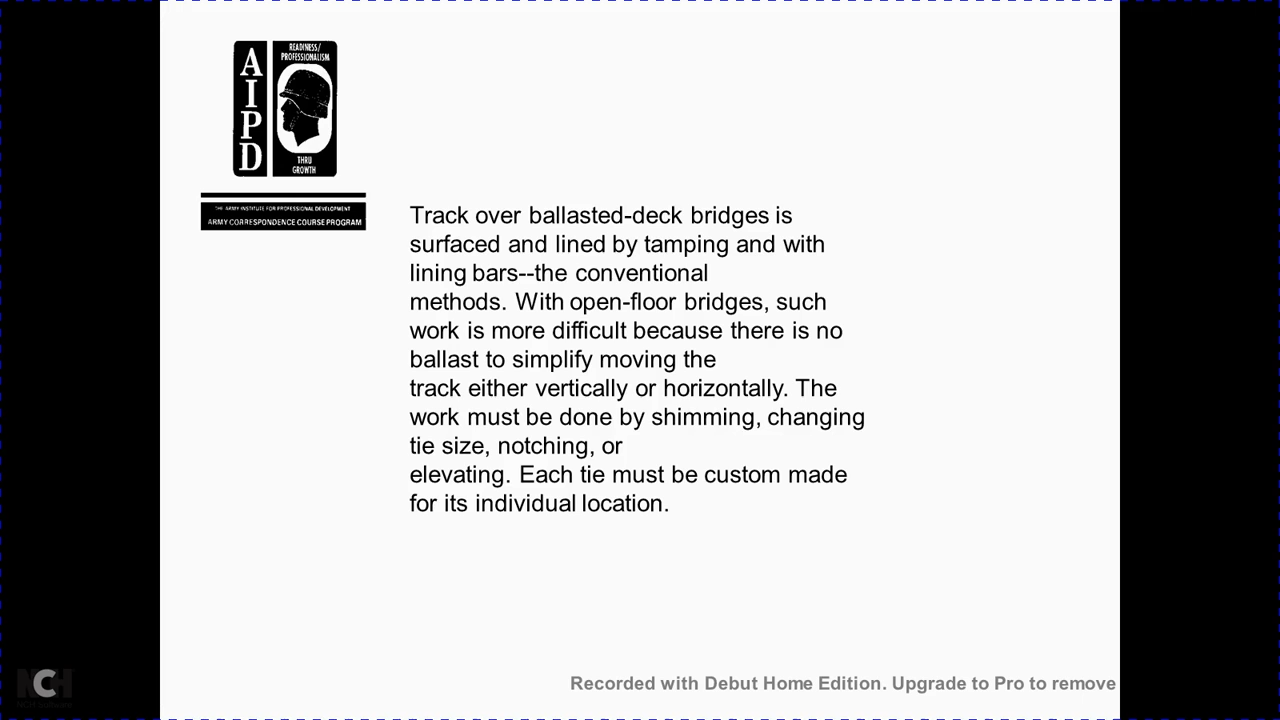 AIPD
READINESS/
PROFESSIONALISM
THRU
GROWTH
THE ARMY INSTITUTE FOR PROFESSIONAL DEVELOPMENT
ARMY CORRESPONDENCE COURSE PROGRAM
Track over ballasted-deck bridges is
surfaced and lined by tamping and with
lining bars--the conventional
methods. With open-floor bridges, such
work is more difficult because there is no
ballast to simplify moving the
track either vertically or horizontally. The
work must be done by shimming, changing
tie size, notching, or
elevating. Each tie must be custom made
for its individual location.
NCH
NCH Software
Recorded with Debut Home Edition. Upgrade to Pro to remove